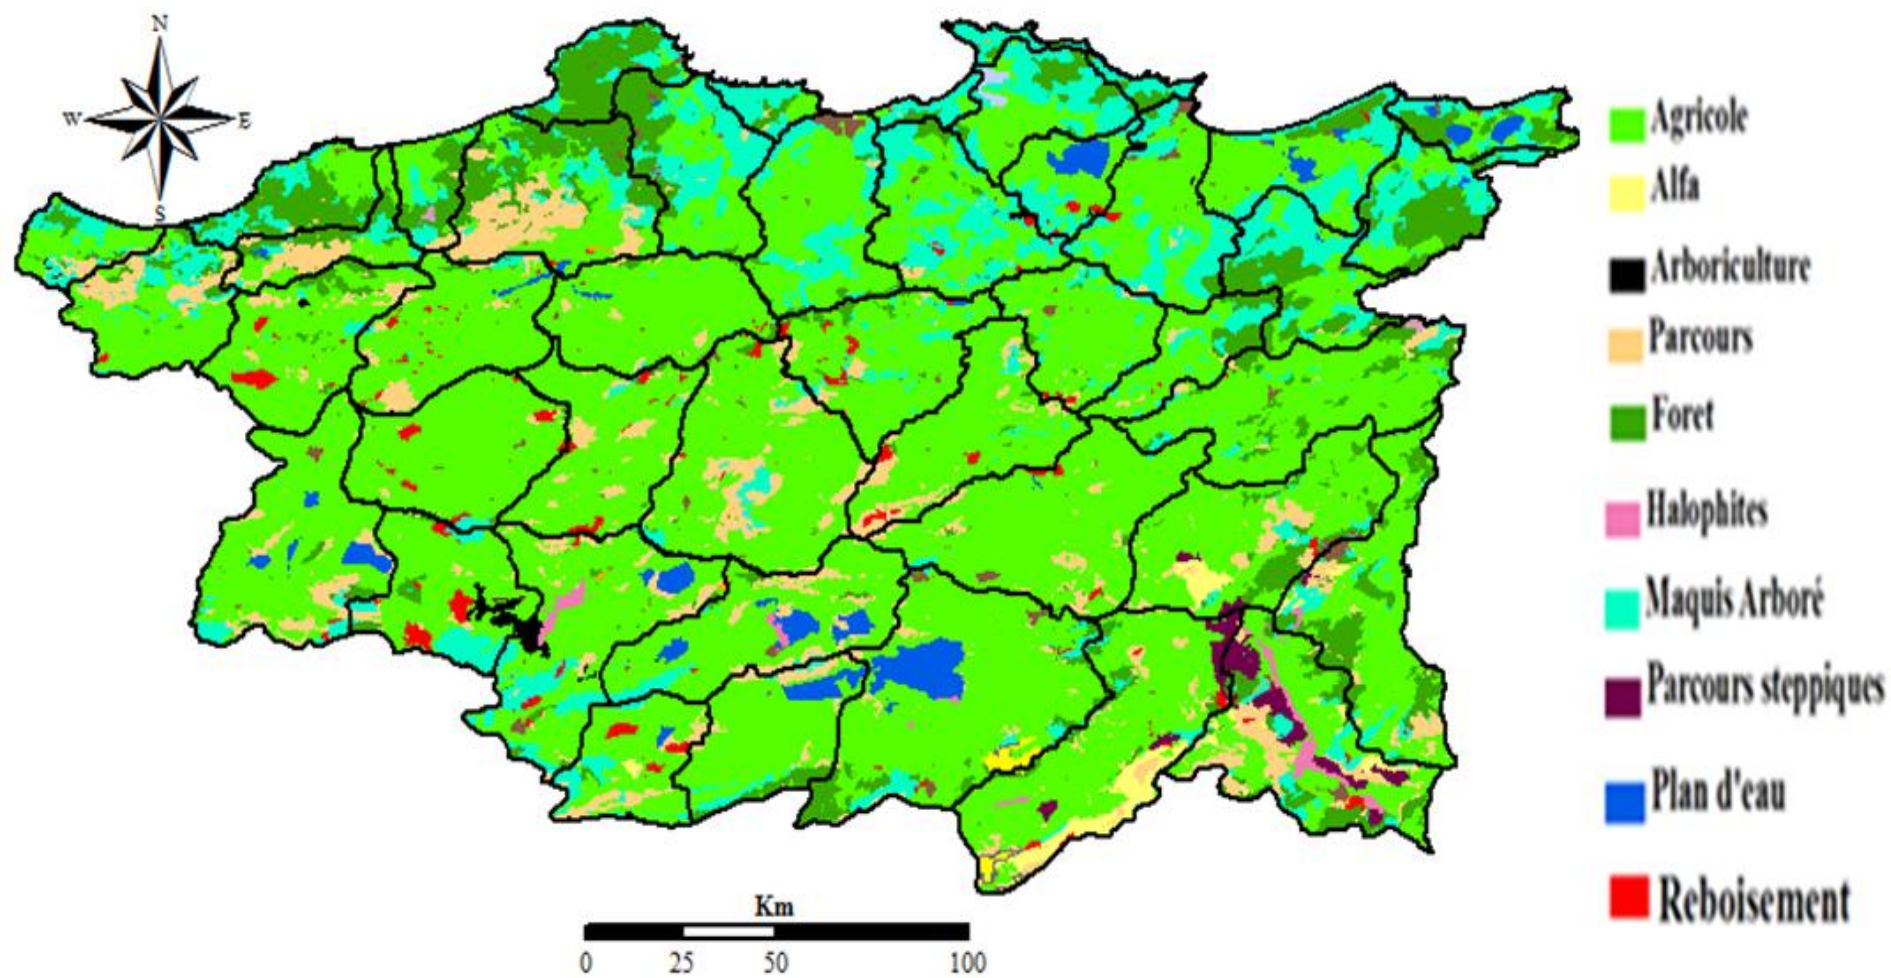 N
W
E
S
Agricole
Alfa
Arboriculture
Parcours
Foret
Halophites
Maquis Arboré
Parcours steppiques
Plan d'eau
Reboisement
Km
0 25 50 100